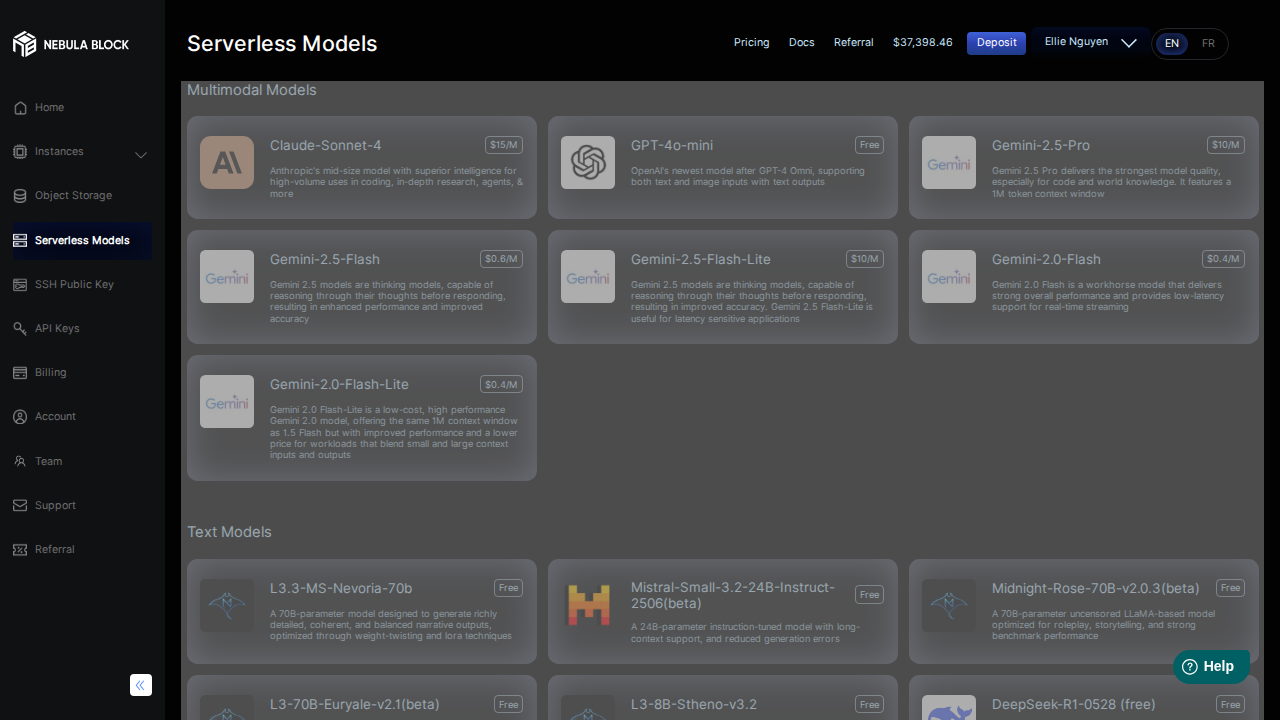 NEBULA BLOCK
Serverless Models
Pricing
Docs
Referral
$37,398.46
Deposit
Ellie Nguyen
EN
FR
Home
Instances
Object Storage
Serverless Models
SSH Public Key
API Keys
Billing
Account
Team
Support
Referral
Multimodal Models
Claude-Sonnet-4
$15/M
Anthropic's mid-size model with superior intelligence for
high-volume uses in coding, in-depth research, agents, &
more
GPT-4o-mini
Free
OpenAI's newest model after GPT-4 Omni, supporting
both text and image inputs with text outputs
Gemini
Gemini-2.5-Pro
$10/M
Gemini 2.5 Pro delivers the strongest model quality,
especially for code and world knowledge. It features a
1M token context window
Gemini
Gemini-2.5-Flash
$0.6/M
Gemini 2.5 models are thinking models, capable of
reasoning through their thoughts before responding,
resulting in enhanced performance and improved
accuracy
Gemini
Gemini-2.5-Flash-Lite
$10/M
Gemini 2.5 models are thinking models, capable of
reasoning through their thoughts before responding,
resulting in improved accuracy. Gemini 2.5 Flash-Lite is
useful for latency sensitive applications
Gemini
Gemini-2.0-Flash
$0.4/M
Gemini 2.0 Flash is a workhorse model that delivers
strong overall performance and provides low-latency
support for real-time streaming
Gemini
Gemini-2.0-Flash-Lite
$0.4/M
Gemini 2.0 Flash-Lite is a low-cost, high performance
Gemini 2.0 model, offering the same 1M context window
as 1.5 Flash but with improved performance and a lower
price for workloads that blend small and large context
inputs and outputs
Text Models
L3.3-MS-Nevoria-70b
Free
A 70B-parameter model designed to generate richly
detailed, coherent, and balanced narrative outputs,
optimized through weight-twisting and lora techniques
Mistral-Small-3.2-24B-Instruct-
2506(beta)
Free
A 24B-parameter instruction-tuned model with long-
context support, and reduced generation errors
Midnight-Rose-70B-v2.0.3(beta)
Free
A 70B-parameter uncensored LLaMA-based model
optimized for roleplay, storytelling, and strong
benchmark performance
L3-70B-Euryale-v2.1(beta)
Free
L3-8B-Stheno-v3.2
Free
DeepSeek-R1-0528 (free)
Free
Help